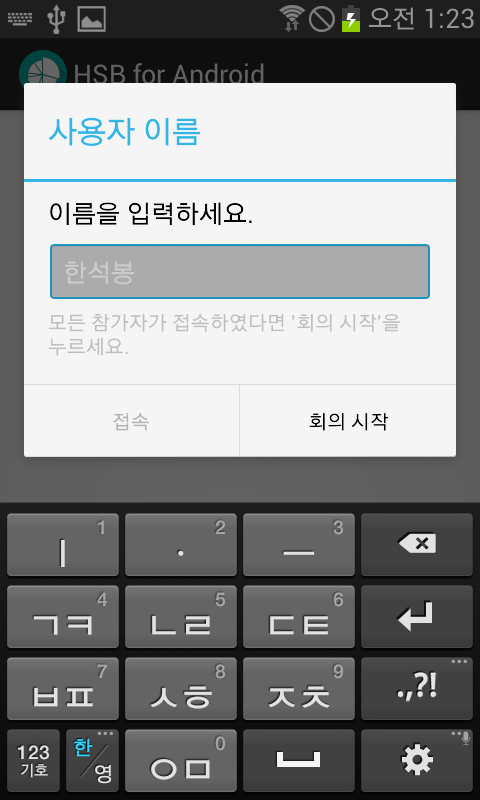 오전 1:23
HSB for Android
사용자 이름
이름을 입력하세요.
한석봉
모든 참가자가 접속하였다면 '회의 시작'을
누르세요.
접속 회의 시작
ㅣ 1 · 2 ㅡ 3
ㄱㅋ 4 ㄴㄹ 5 ㄷㅌ 6
ㅂㅍ 7 ㅅㅎ 8 ㅈㅊ 9 .,?!
123
기호
한/영
ㅇㅁ 0